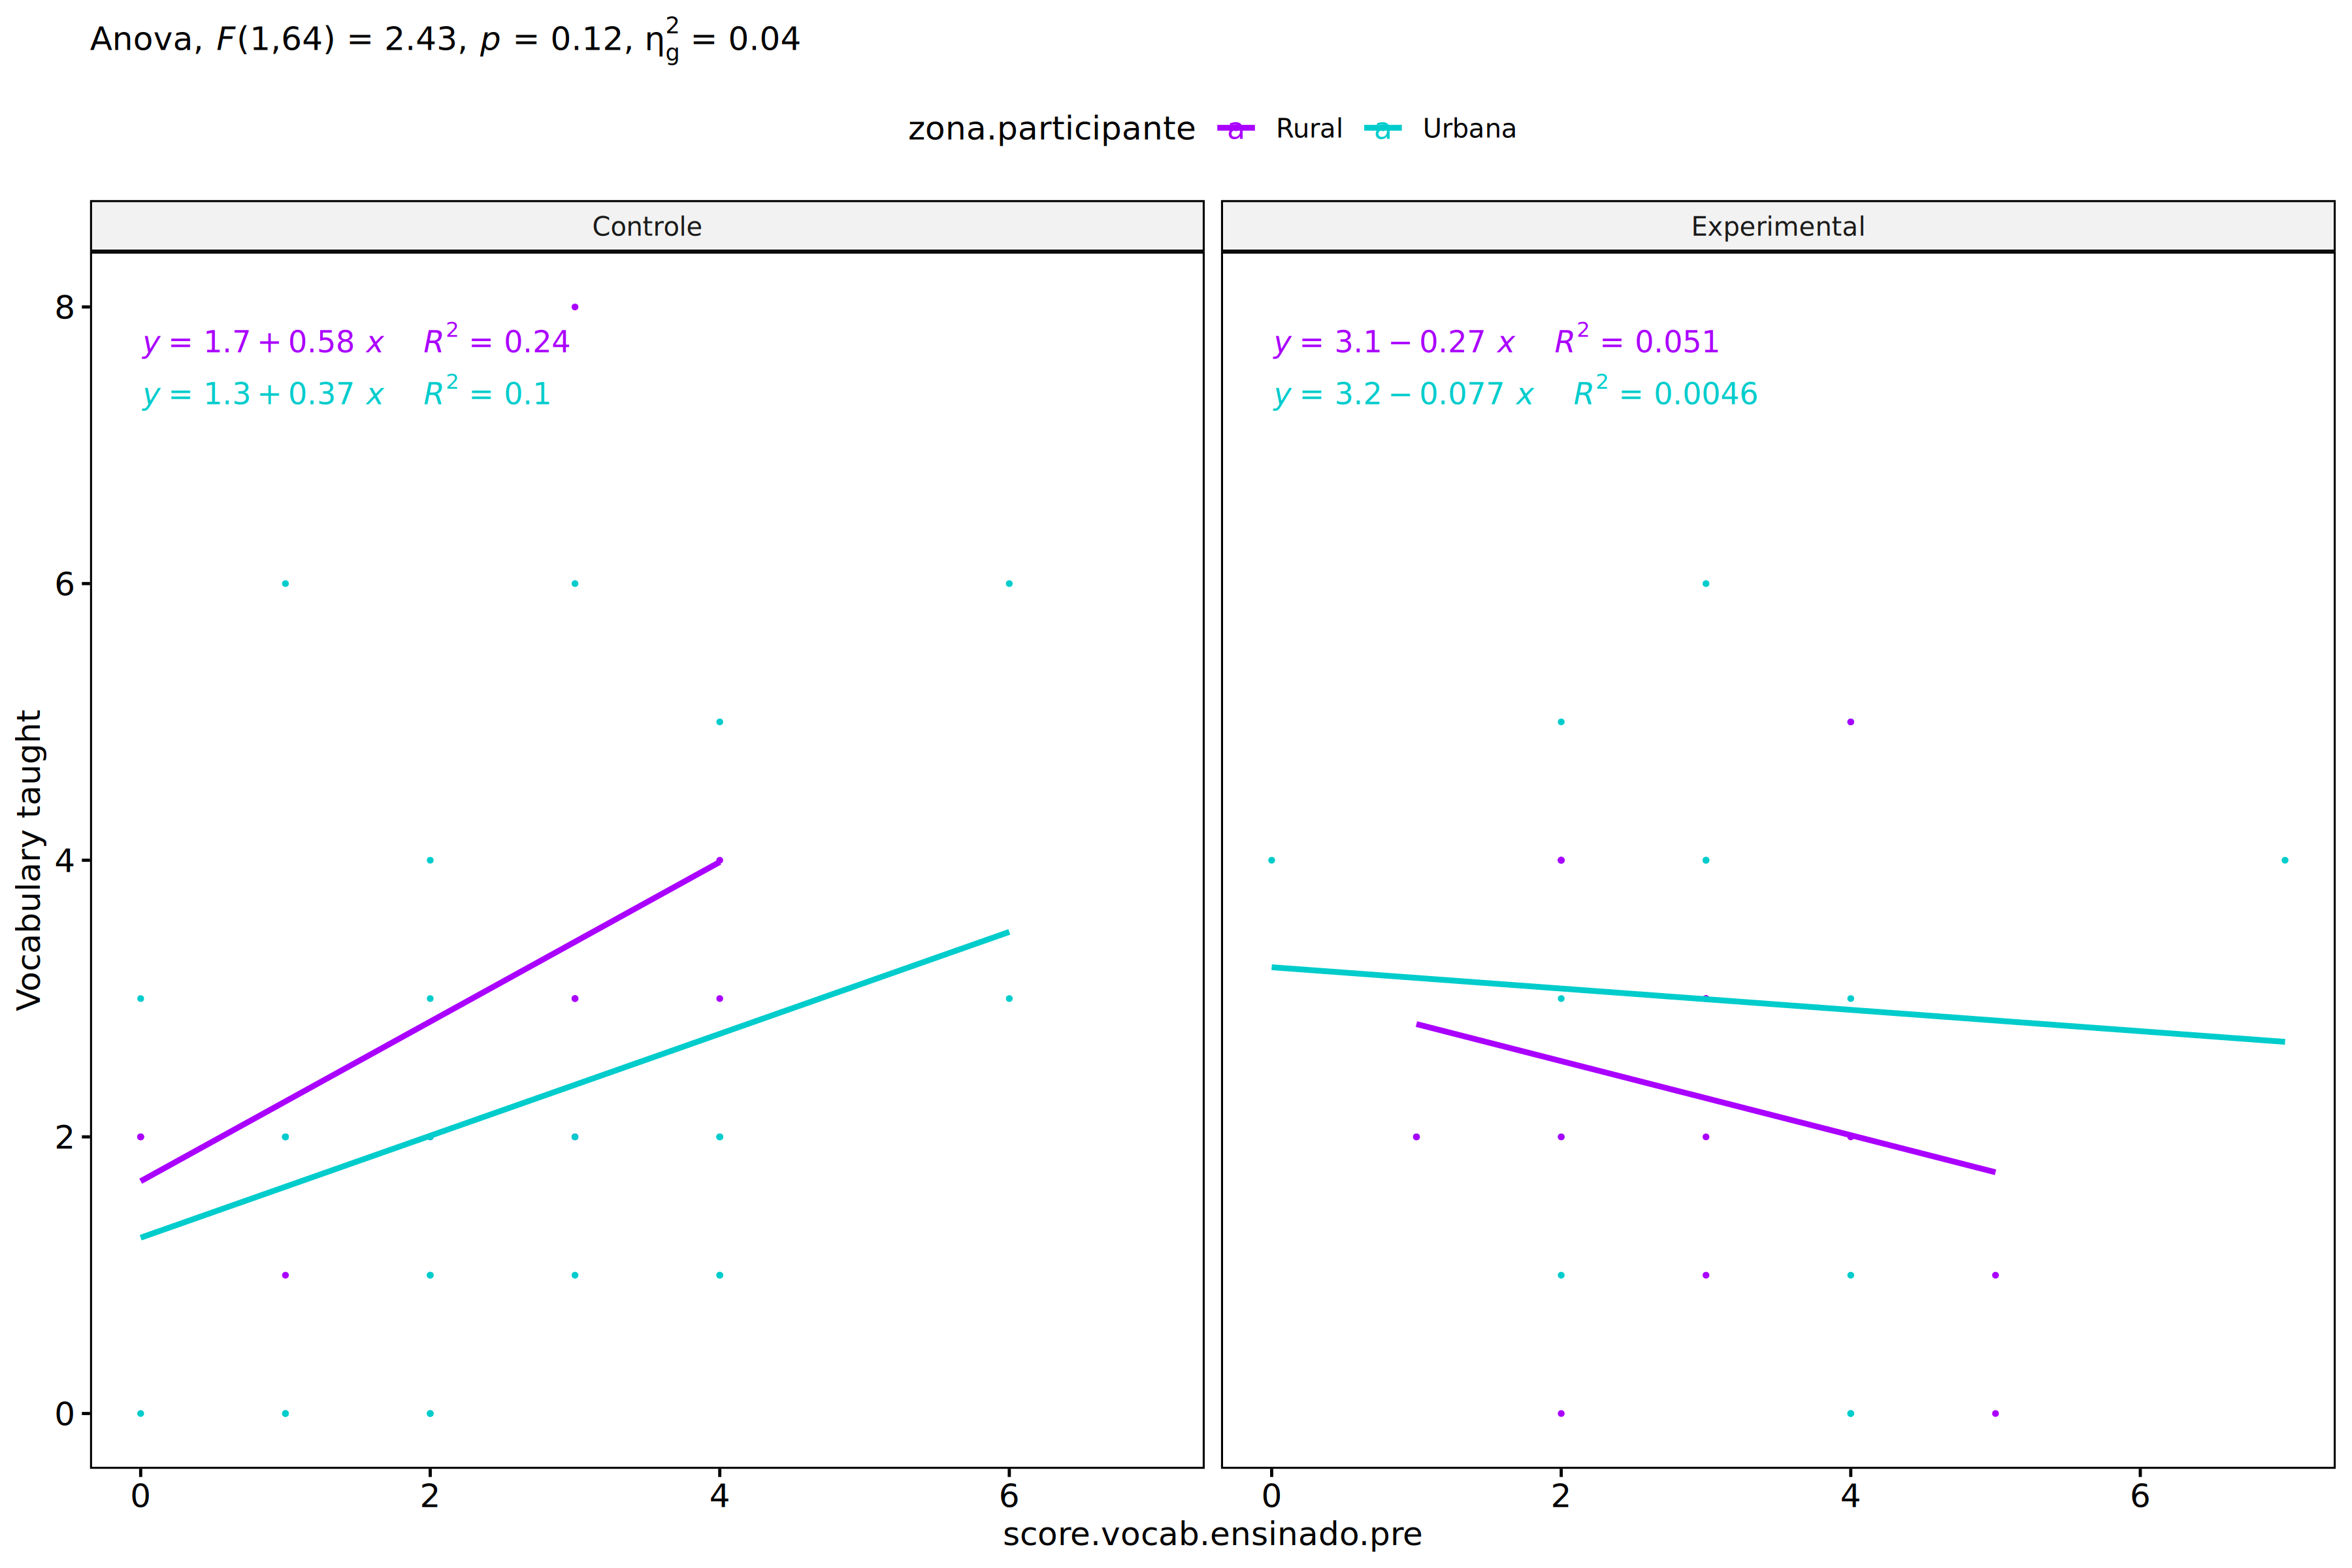 Anova, F(1,64) = 2.43, p = 0.12, η²g = 0.04
zona.participante a Rural a Urbana
Controle
Experimental
y = 1.7 + 0.58 x R² = 0.24
y = 1.3 + 0.37 x R² = 0.1
y = 3.1 − 0.27 x R² = 0.051
y = 3.2 − 0.077 x R² = 0.0046
Vocabulary taught
8
6
4
2
0
0 2 4 6
0 2 4 6
score.vocab.ensinado.pre